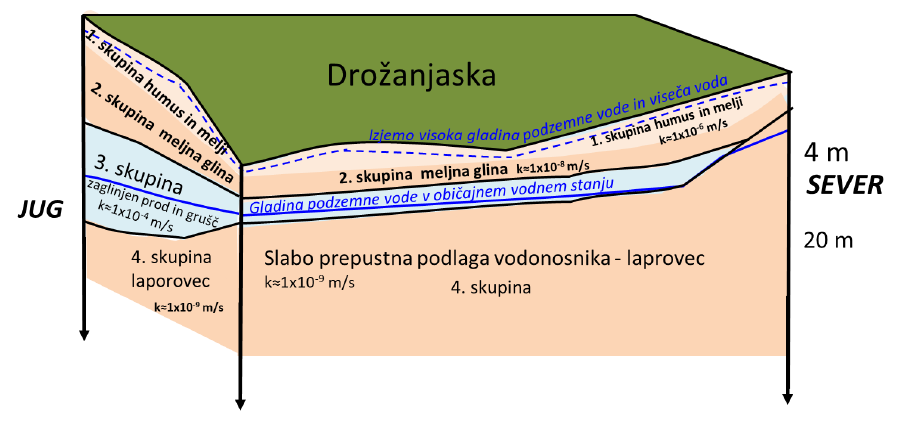 Drožanjaska
1. skupina humus in melji
2. skupina meljna glina
3. skupina
zaglinjen prod in grušč
k≈1x10⁻⁴ m/s
4. skupina
laporovec
k≈1x10⁻⁹ m/s
JUG
Izjemo visoka gladina podzemne vode in viseča voda
1. skupina humus in melji
k≈1x10⁻⁶ m/s
2. skupina meljna glina k≈1x10⁻⁸ m/s
Gladina podzemne vode v običajnem vodnem stanju
Slabo prepustna podlaga vodonosnika - laprovec
k≈1x10⁻⁹ m/s
4. skupina
4 m
SEVER
20 m